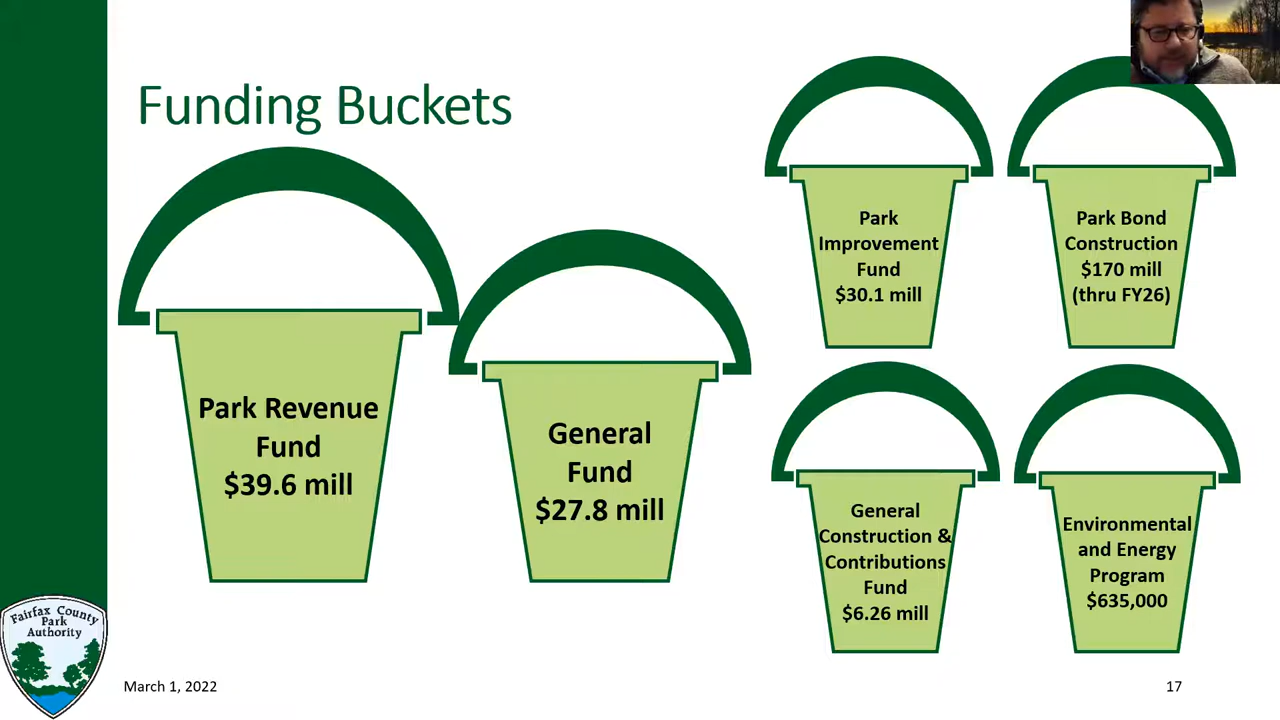 Funding Buckets
Park Revenue
Fund
$39.6 mill
General
Fund
$27.8 mill
Park
Improvement
Fund
$30.1 mill
Park Bond
Construction
$170 mill
(thru FY26)
General
Construction &
Contributions
Fund
$6.26 mill
Environmental
and Energy
Program
$635,000
Fairfax County
Park
Authority
March 1, 2022
17